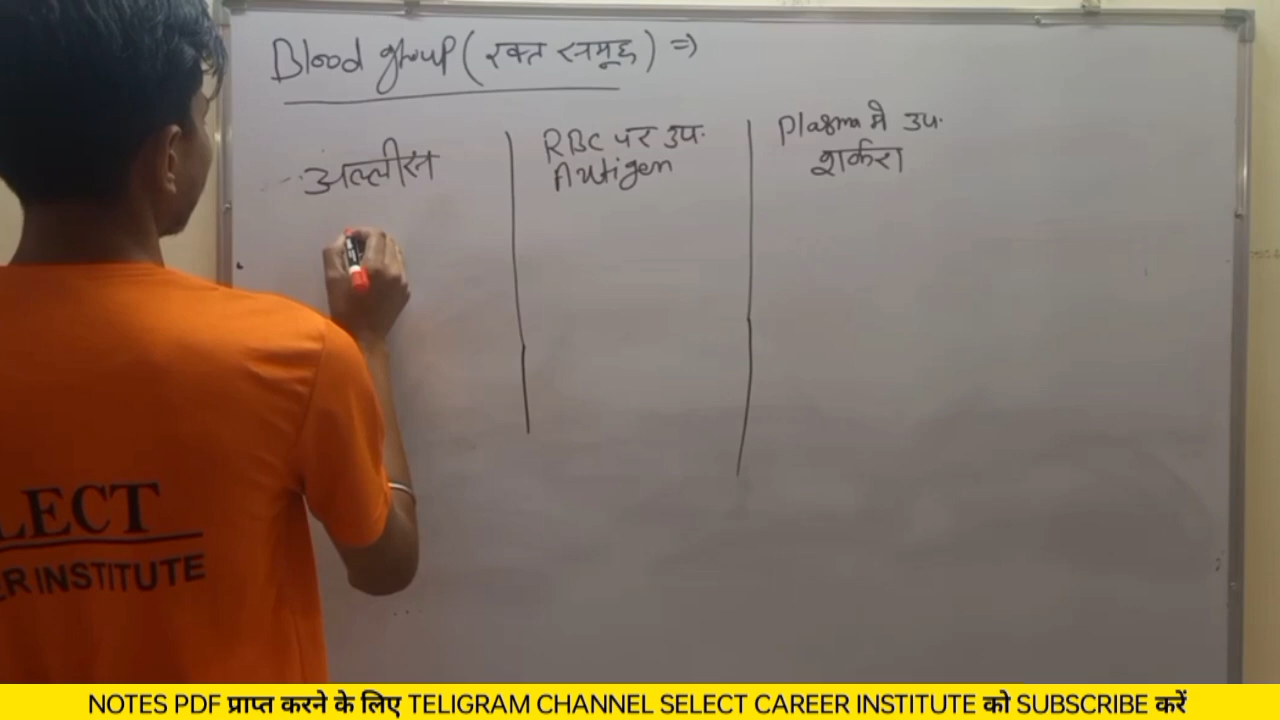 Blood group ( रक्त समूह ) ⇒
अल्लील
RBC पर उप.
Antigen
Plasma मे उप.
शर्करा
LECT
ER INSTITUTE
NOTES PDF प्राप्त करने के लिए TELIGRAM CHANNEL SELECT CAREER INSTITUTE को SUBSCRIBE करें